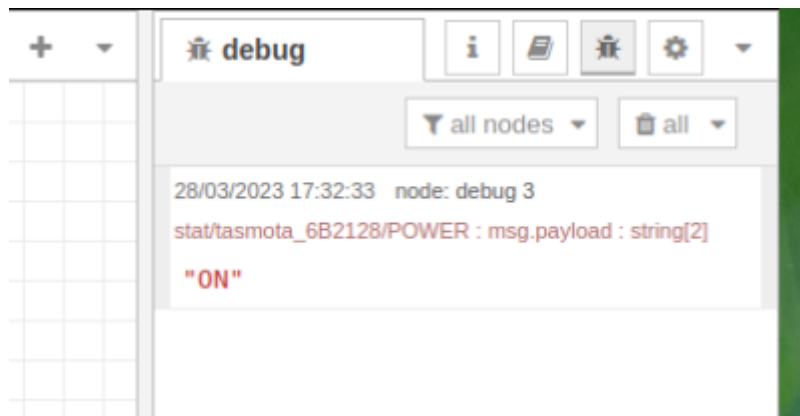 debug
all nodes
all
28/03/2023 17:32:33 node: debug 3
stat/tasmota_6B2128/POWER : msg.payload : string[2]
"ON"